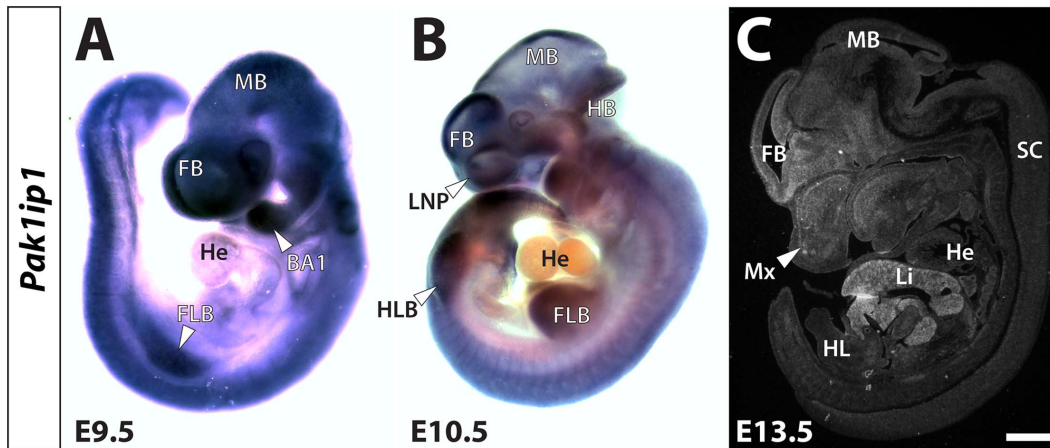 Pak1ip1
A
MB
FB
He
BA1
FLB
E9.5
B
MB
HB
FB
LNP
He
HLB
FLB
E10.5
C
MB
FB
SC
He
Mx
Li
HL
E13.5